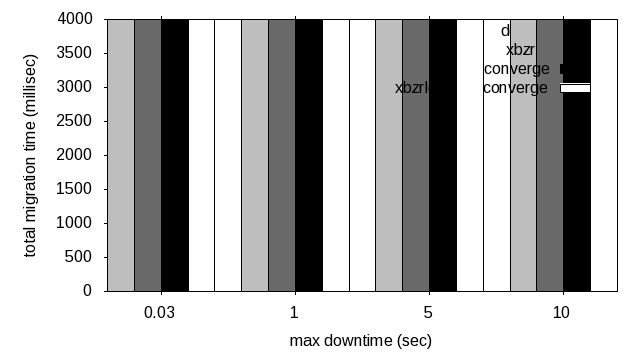 4000
3500
3000
2500
2000
1500
1000
500
0
total migration time (millisec)
d
xbzr
converge
xbzrl converge
0.03 1 5 10
max downtime (sec)